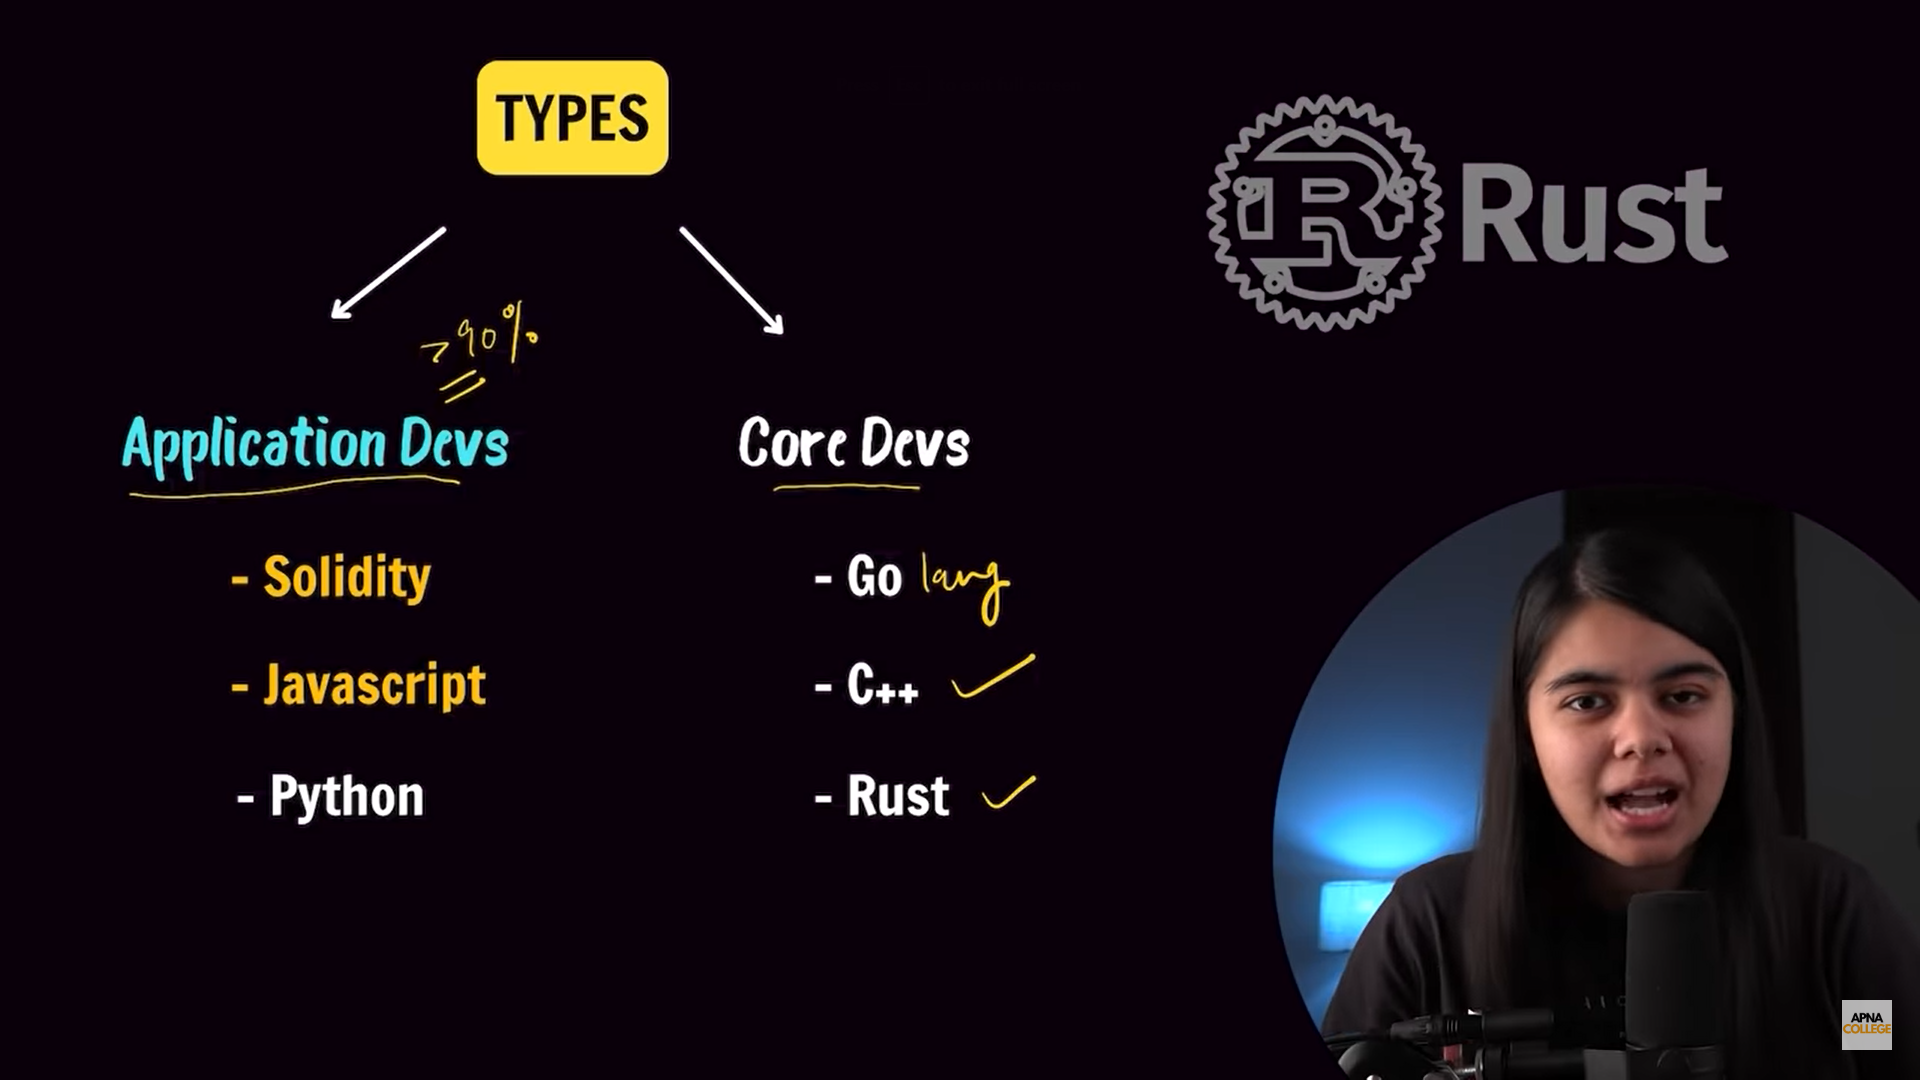 TYPES
Rust
>90%
Application Devs
Core Devs
- Solidity
- Go lang
- Javascript
- C++
- Python
- Rust
APNA
COLLEGE